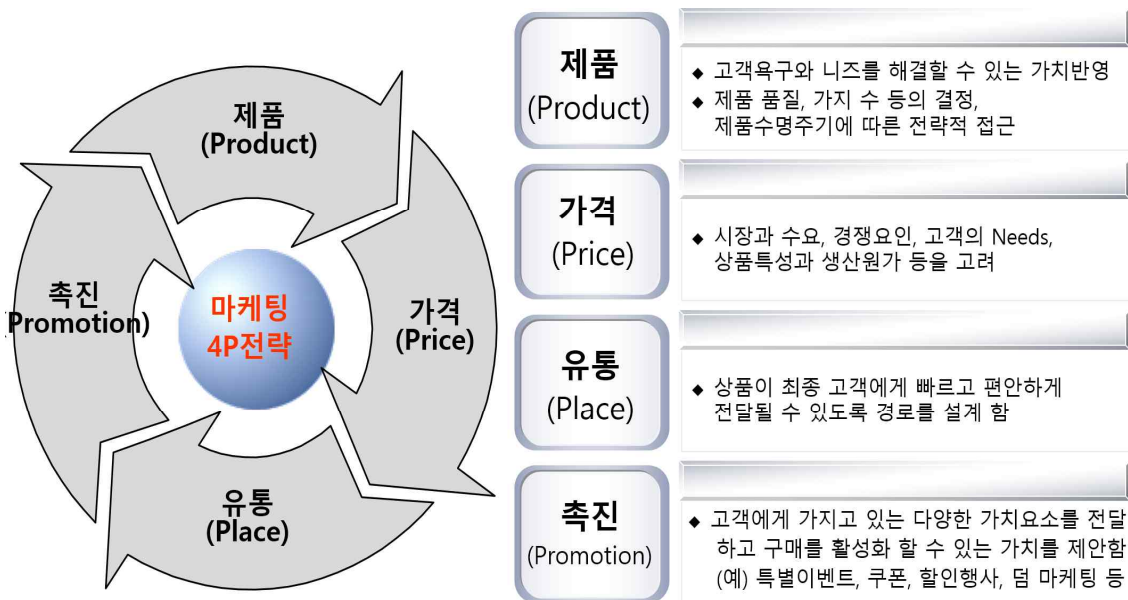 제품
(Product)
가격
(Price)
유통
(Place)
촉진
(Promotion)
마케팅
4P전략
제품
(Product)
◆ 고객욕구와 니즈를 해결할 수 있는 가치반영
◆ 제품 품질, 가지 수 등의 결정,
제품수명주기에 따른 전략적 접근
가격
(Price)
◆ 시장과 수요, 경쟁요인, 고객의 Needs,
상품특성과 생산원가 등을 고려
유통
(Place)
◆ 상품이 최종 고객에게 빠르고 편안하게
전달될 수 있도록 경로를 설계 함
촉진
(Promotion)
◆ 고객에게 가지고 있는 다양한 가치요소를 전달
하고 구매를 활성화 할 수 있는 가치를 제안함
(예) 특별이벤트, 쿠폰, 할인행사, 덤 마케팅 등